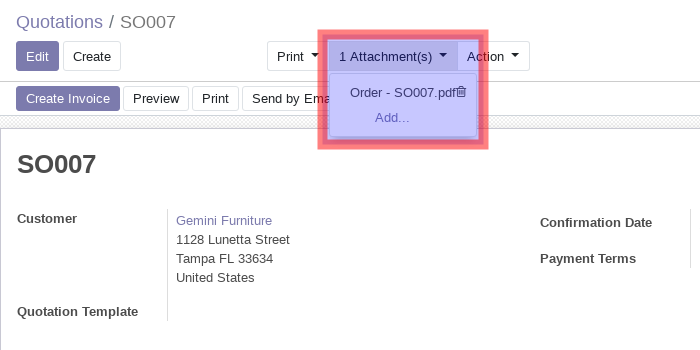 Quotations / SO007
Edit Create Print 1 Attachment(s) Action
Create Invoice Preview Print Send by Ema
Order - SO007.pdf
Add...
SO007
Customer
Gemini Furniture
1128 Lunetta Street
Tampa FL 33634
United States
Confirmation Date
Payment Terms
Quotation Template